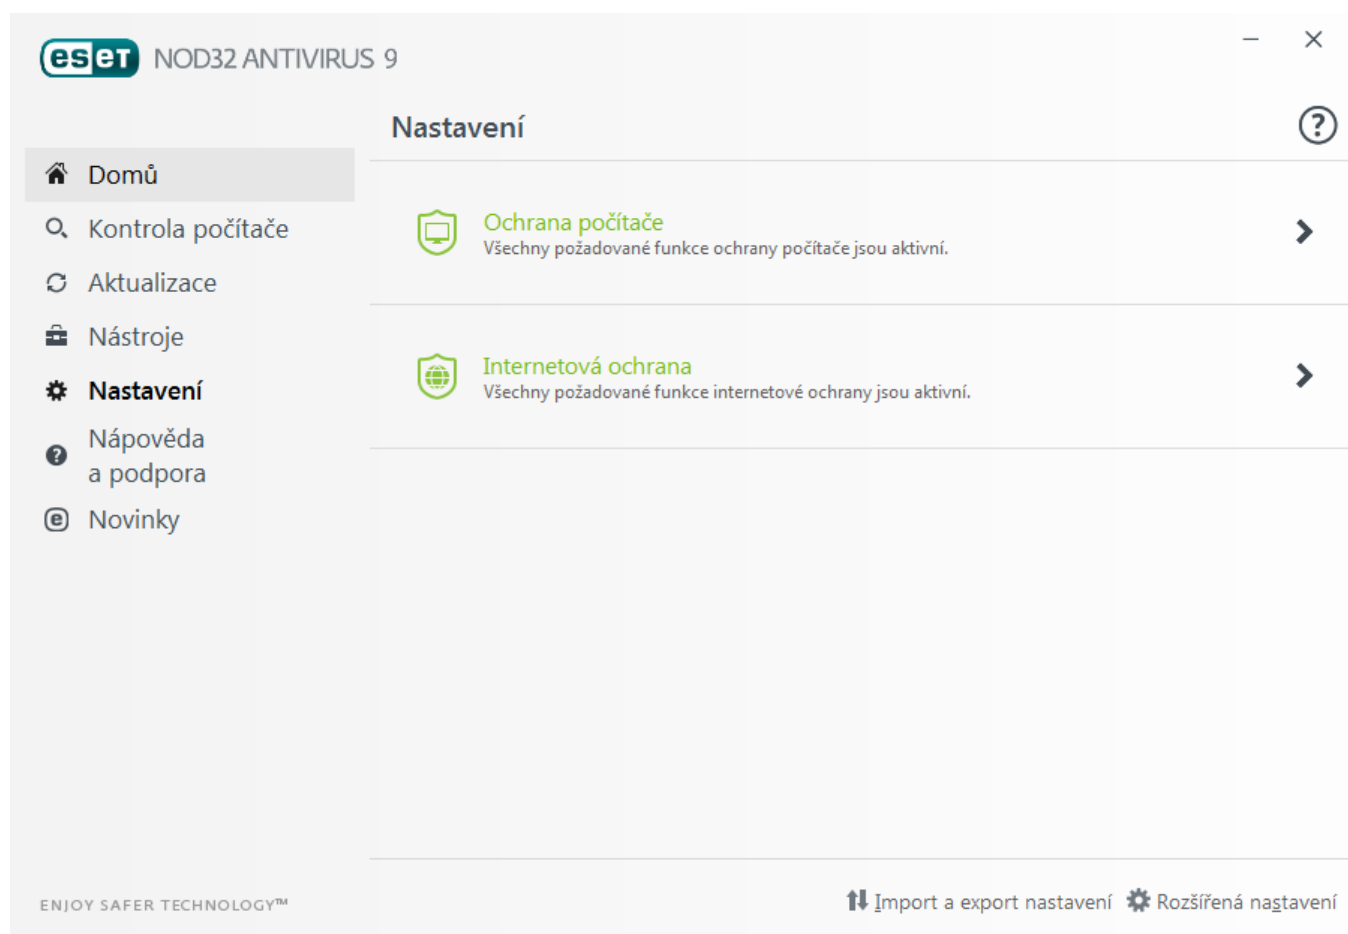 eset NOD32 ANTIVIRUS 9
Nastavení
Domů
Kontrola počítače
Aktualizace
Nástroje
Nastavení
Nápověda
a podpora
Novinky
Ochrana počítače
Všechny požadované funkce ochrany počítače jsou aktivní.
Internetová ochrana
Všechny požadované funkce internetové ochrany jsou aktivní.
ENJOY SAFER TECHNOLOGY™
Import a export nastavení Rozšířená nastavení